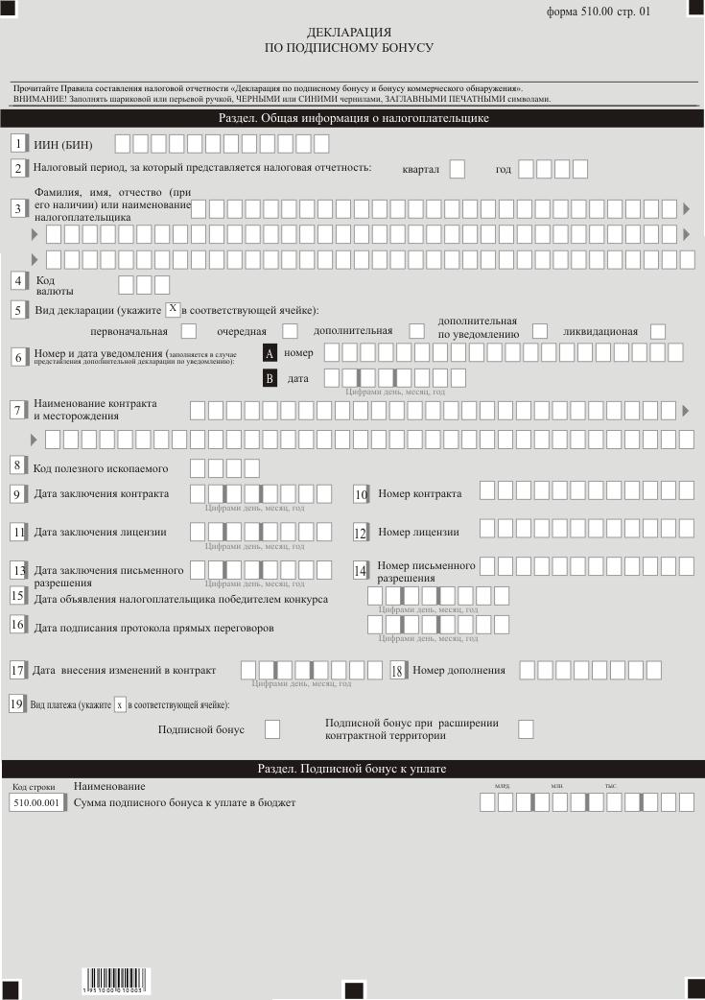 форма 510.00 стр. 01
ДЕКЛАРАЦИЯ
ПО ПОДПИСНОМУ БОНУСУ
Прочитайте Правила составления налоговой отчетности «Декларация по подписному бонусу и бонусу коммерческого обнаружения».
ВНИМАНИЕ! Заполнять шариковой или перьевой ручкой, ЧЕРНЫМИ или СИНИМИ чернилами, ЗАГЛАВНЫМИ ПЕЧАТНЫМИ символами.
Раздел. Общая информация о налогоплательщике
1 ИИН (БИН)
2 Налоговый период, за который представляется налоговая отчетность: квартал год
3 Фамилия, имя, отчество (при
его наличии) или наименование
налогоплательщика
4 Код
валюты
5 Вид декларации (укажите X в соответствующей ячейке):
первоначальная очередная дополнительная дополнительная
по уведомлению ликвидационная
6 Номер и дата уведомления (заполняется в случае
представления дополнительной декларации по уведомлению):
A номер
B дата
Цифрами день, месяц, год
7 Наименование контракта
и месторождения
8 Код полезного ископаемого
9 Дата заключения контракта 10 Номер контракта
Цифрами день, месяц, год
11 Дата заключения лицензии 12 Номер лицензии
Цифрами день, месяц, год
13 Дата заключения письменного
разрешения
14 Номер письменного
разрешения
Цифрами день, месяц, год
15 Дата объявления налогоплательщика победителем конкурса
Цифрами день, месяц, год
16 Дата подписания протокола прямых переговоров
Цифрами день, месяц, год
17 Дата внесения изменений в контракт 18 Номер дополнения
Цифрами день, месяц, год
19 Вид платежа (укажите x в соответствующей ячейке):
Подписной бонус Подписной бонус при расширении
контрактной территории
Раздел. Подписной бонус к уплате
Код строки Наименование МЛРД. МЛН. ТЫС.
510.00.001 Сумма подписного бонуса к уплате в бюджет